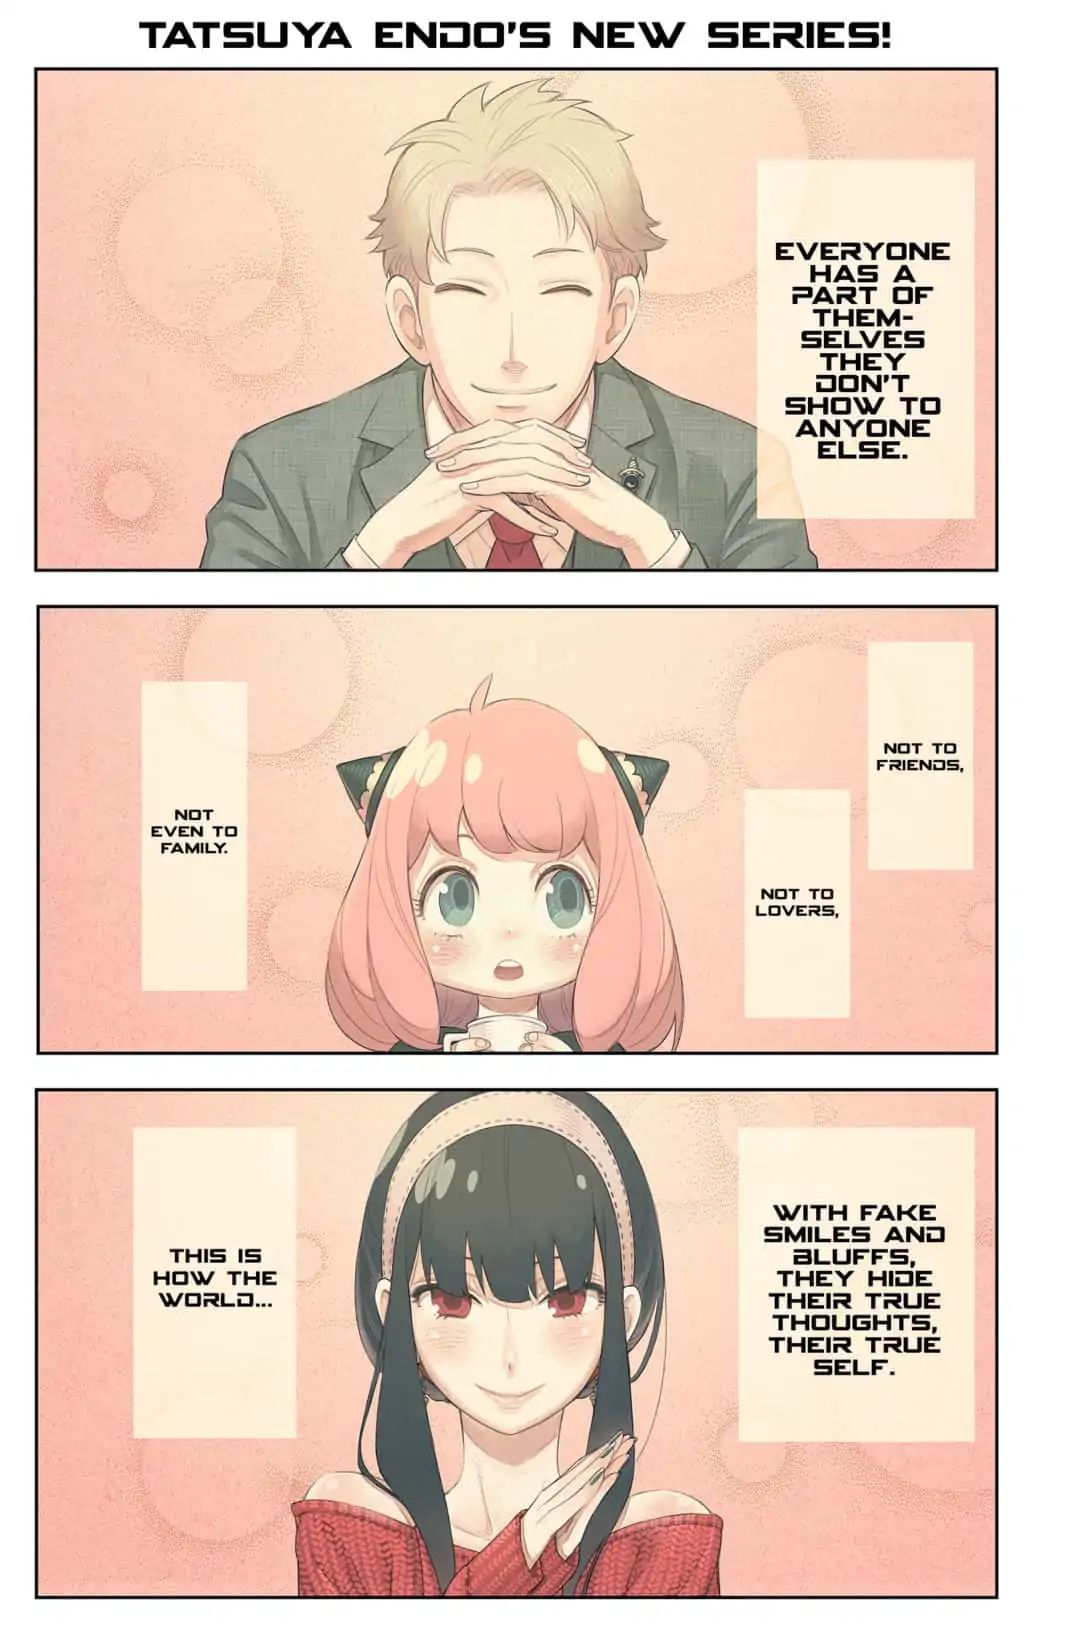 TATSUYA ENDO'S NEW SERIES!
EVERYONE
HAS A
PART OF
THEM-
SELVES
THEY
DON'T
SHOW TO
ANYONE
ELSE.
NOT TO
FRIENDS,
NOT TO
LOVERS,
NOT
EVEN TO
FAMILY.
WITH FAKE
SMILES AND
BLUFFS,
THEY HIDE
THEIR TRUE
THOUGHTS,
THEIR TRUE
SELF.
THIS IS
HOW THE
WORLD...